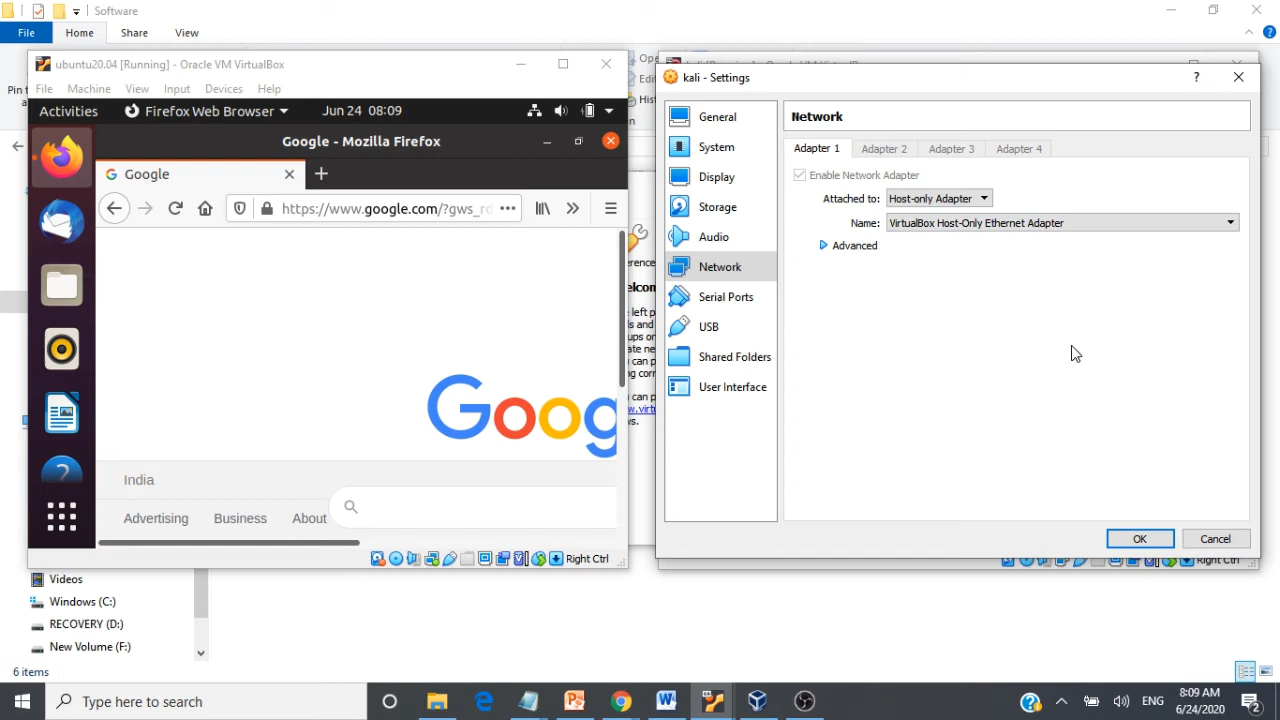 Software
File Home Share View
ubuntu20.04 [Running] - Oracle VM VirtualBox
File Machine View Input Devices Help
Activities Firefox Web Browser Jun 24 08:09
Google - Mozilla Firefox
Google
https://www.google.com/?gws_rd
Goog
India
Advertising Business About
Right Ctrl
kali - Settings
General
System
Display
Storage
Audio
Network
Serial Ports
USB
Shared Folders
User Interface
Network
Adapter 1 Adapter 2 Adapter 3 Adapter 4
Enable Network Adapter
Attached to: Host-only Adapter
Name: VirtualBox Host-Only Ethernet Adapter
Advanced
OK Cancel
Right Ctrl
Videos
Windows (C:)
RECOVERY (D:)
New Volume (F:)
6 items
Type here to search
ENG
8:09 AM
6/24/2020
2